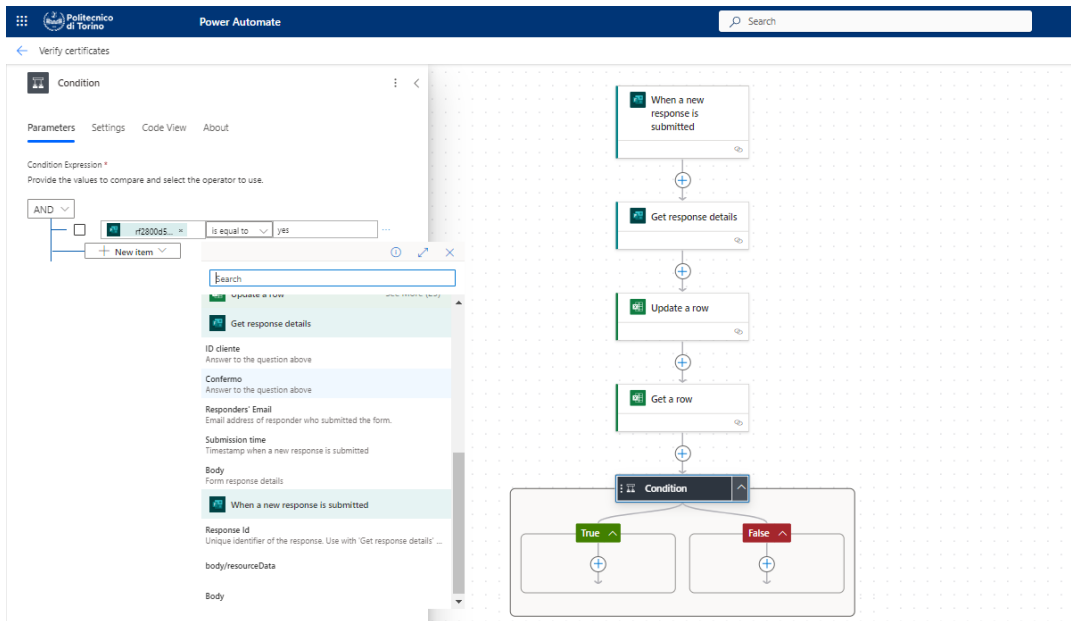 Politecnico
di Torino
Power Automate
Search
Verify certificates
Condition
Parameters
Settings
Code View
About
Condition Expression *
Provide the values to compare and select the operator to use.
AND
rf2800d5... ×
is equal to
yes
...
New item
Search
Update a row
Get response details
ID cliente
Answer to the question above
Confermo
Answer to the question above
Responders' Email
Email address of responder who submitted the form.
Submission time
Timestamp when a new response is submitted
Body
Form response details
When a new response is submitted
Response Id
Unique identifier of the response. Use with 'Get response details' ...
body/resourceData
Body
When a new
response is
submitted
Get response details
Update a row
Get a row
Condition
True
False